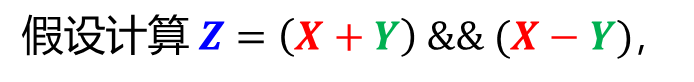 假设计算 Z = (X + Y) && (X − Y),